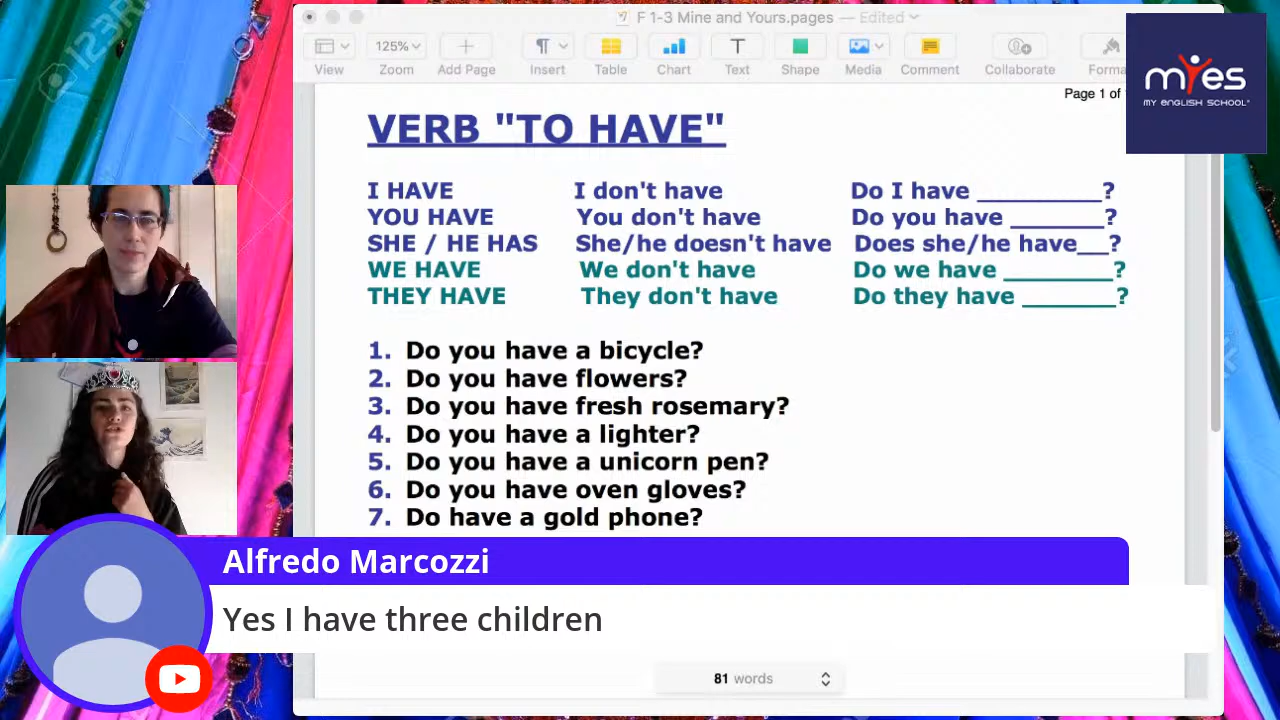 F 1-3 Mine and Yours.pages — Edited
125%
View Zoom Add Page Insert Table Chart Text Shape Media Comment Collaborate Forma
Page 1 of
myes
MY ENGLISH SCHOOL
VERB "TO HAVE"
I HAVE I don't have Do I have __________?
YOU HAVE You don't have Do you have _______?
SHE / HE HAS She/he doesn't have Does she/he have__?
WE HAVE We don't have Do we have ________?
THEY HAVE They don't have Do they have _______?
1. Do you have a bicycle?
2. Do you have flowers?
3. Do you have fresh rosemary?
4. Do you have a lighter?
5. Do you have a unicorn pen?
6. Do you have oven gloves?
7. Do have a gold phone?
Alfredo Marcozzi
Yes I have three children
81 words
123R